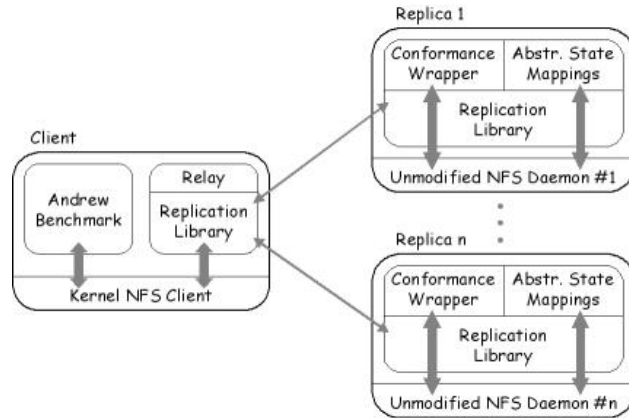 Client
Andrew
Benchmark
Relay
Replication
Library
Kernel NFS Client
Replica 1
Conformance
Wrapper
Abstr. State
Mappings
Replication
Library
Unmodified NFS Daemon #1
Replica n
Conformance
Wrapper
Abstr. State
Mappings
Replication
Library
Unmodified NFS Daemon #n